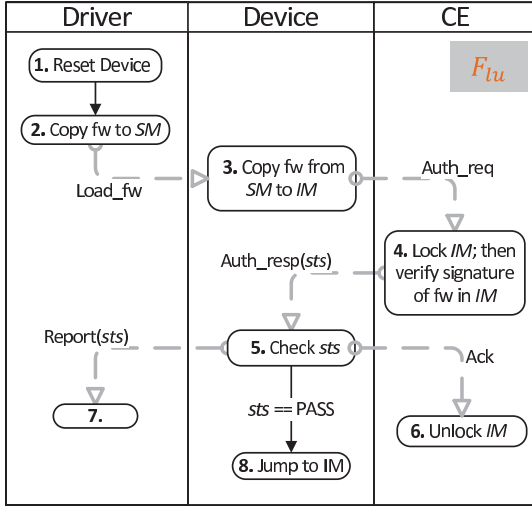 Driver
Device
CE
F_lu
1. Reset Device
2. Copy fw to SM
Load_fw
3. Copy fw from
SM to IM
Auth_req
4. Lock IM; then
verify signature
of fw in IM
Auth_resp(sts)
5. Check sts
Report(sts)
Ack
7.
sts == PASS
6. Unlock IM
8. Jump to IM